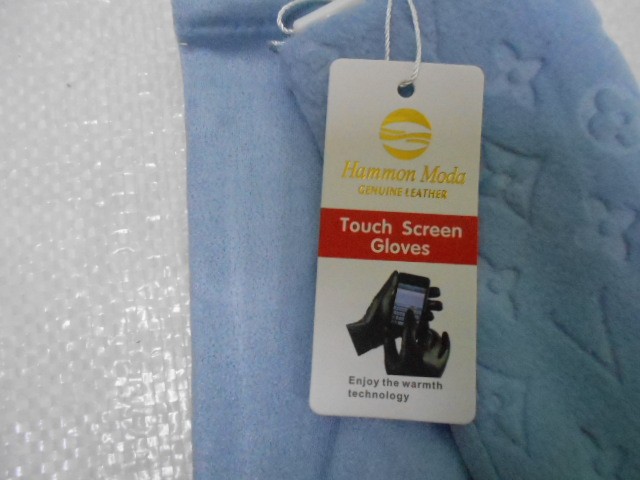 Hammon Moda
GENUINE LEATHER
Touch Screen
Gloves
Enjoy the warmth
technology